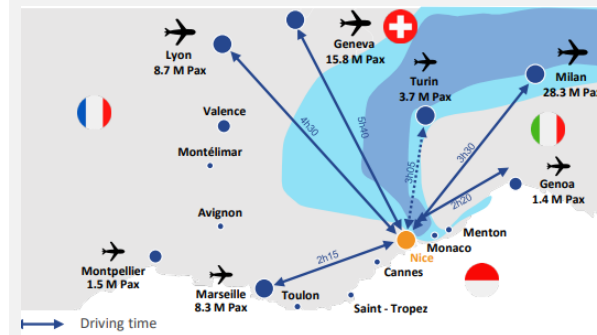 Lyon
8.7 M Pax
Geneva
15.8 M Pax
Turin
3.7 M Pax
Milan
28.3 M Pax
Valence
4h30
5h40
3h05
3h30
Montélimar
2h20
Genoa
1.4 M Pax
Avignon
Menton
Monaco
Nice
2h15
Cannes
Montpellier
1.5 M Pax
Marseille
8.3 M Pax
Toulon
Saint - Tropez
Driving time